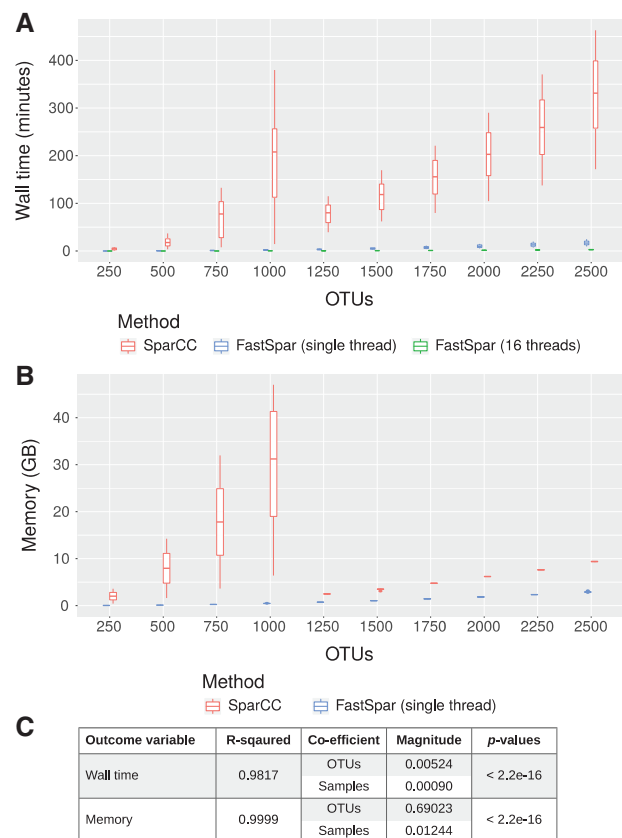 A
Wall time (minutes)
400
300
200
100
0
250 500 750 1000 1250 1500 1750 2000 2250 2500
OTUs
Method
SparCC FastSpar (single thread) FastSpar (16 threads)
B
Memory (GB)
40
30
20
10
0
250 500 750 1000 1250 1500 1750 2000 2250 2500
OTUs
Method
SparCC FastSpar (single thread)
C
Outcome variable R-sqaured Co-efficient Magnitude p-values
Wall time 0.9817 OTUs 0.00524 < 2.2e-16
Samples 0.00090
Memory 0.9999 OTUs 0.69023 < 2.2e-16
Samples 0.01244